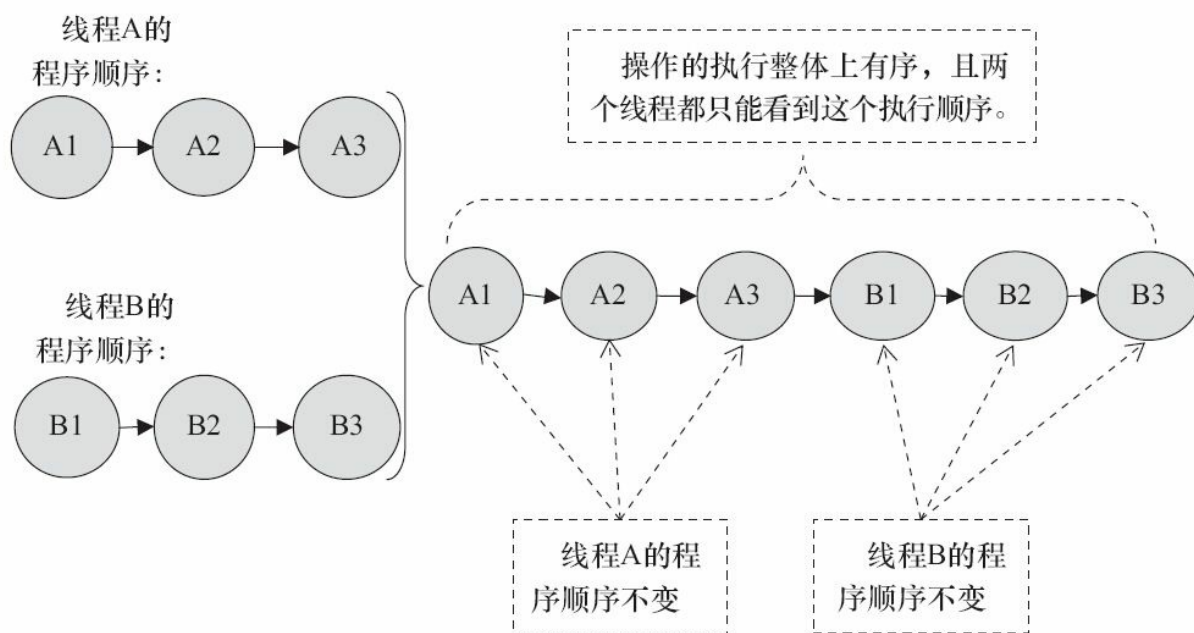 线程A的
程序顺序:
A1 A2 A3
操作的执行整体上有序，且两
个线程都只能看到这个执行顺序。
线程B的
程序顺序:
B1 B2 B3
A1 A2 A3 B1 B2 B3
线程A的程
序顺序不变
线程B的程
序顺序不变